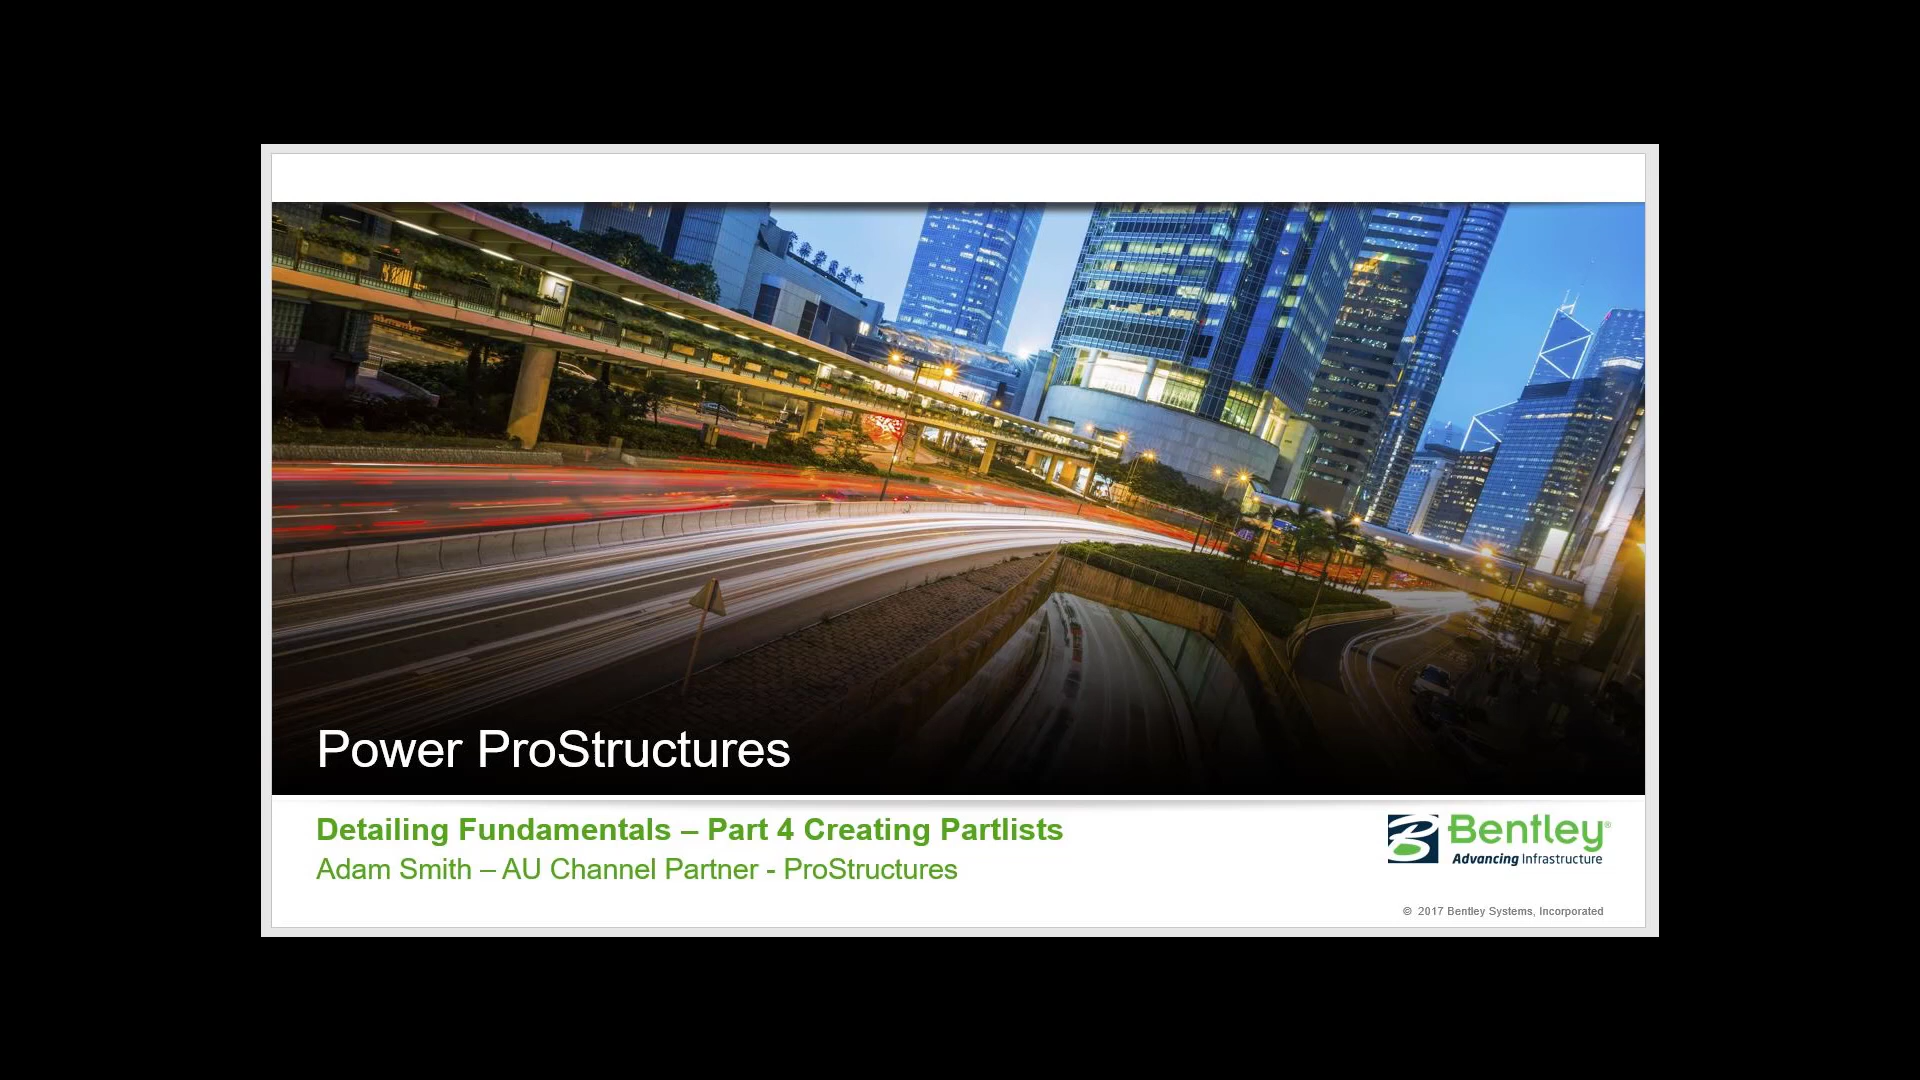 Power ProStructures
Detailing Fundamentals – Part 4 Creating Partlists
Adam Smith – AU Channel Partner - ProStructures
Bentley®
Advancing Infrastructure
© 2017 Bentley Systems, Incorporated